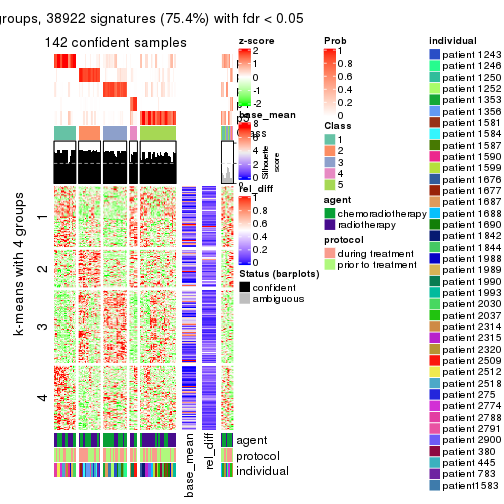 groups, 38922 signatures (75.4%) with fdr < 0.05
142 confident samples
k-means with 4 groups
1
2
3
4
agent
protocol
individual
base_mean
rel_diff
z-score
2
1
0
-1
-2
base_mean
8
6
4
2
0
Silhouette
score
rel_diff
1
0.8
0.6
0.4
0.2
0
Status (barplots)
confident
ambiguous
Prob
1
0.8
0.6
0.4
0.2
0
Class
1
2
3
4
5
agent
chemoradiotherapy
radiotherapy
protocol
during treatment
prior to treatment
individual
patient 1243
patient 1246
patient 1250
patient 1252
patient 1353
patient 1356
patient 1581
patient 1584
patient 1587
patient 1590
patient 1599
patient 1676
patient 1677
patient 1687
patient 1688
patient 1690
patient 1842
patient 1844
patient 1988
patient 1989
patient 1990
patient 1993
patient 2030
patient 2037
patient 2314
patient 2315
patient 2320
patient 2509
patient 2512
patient 2518
patient 275
patient 2774
patient 2788
patient 2791
patient 2900
patient 380
patient 445
patient 783
patient1583